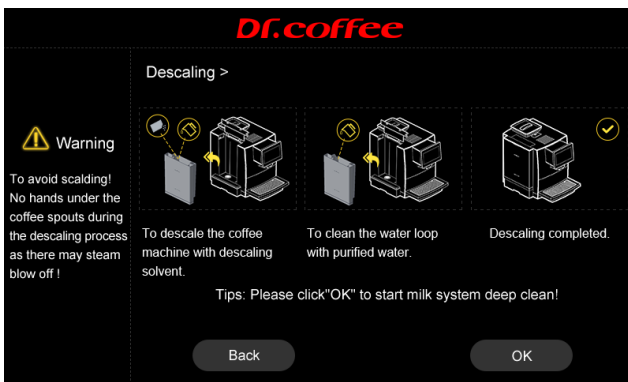 Dr.coffee
Descaling >
Warning
To avoid scalding!
No hands under the
coffee spouts during
the descaling process
as there may steam
blow off !
To descale the coffee
machine with descaling
solvent.
To clean the water loop
with purified water.
Descaling completed.
Tips: Please click"OK" to start milk system deep clean!
Back
OK